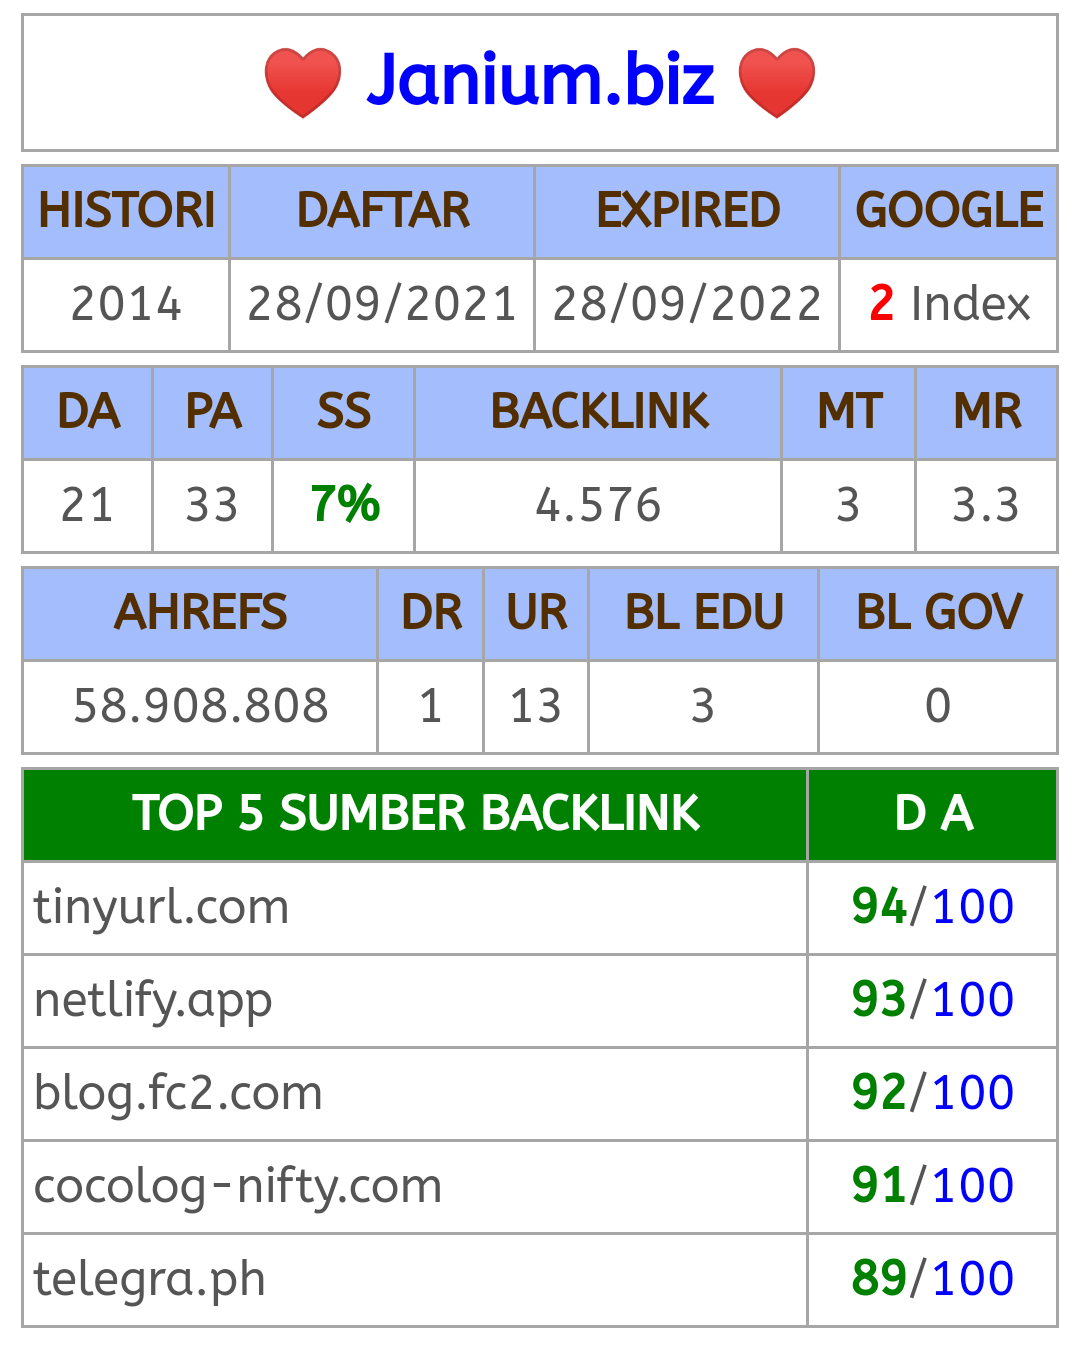 Janium.biz
HISTORI DAFTAR EXPIRED GOOGLE
2014 28/09/2021 28/09/2022 2 Index
DA PA SS BACKLINK MT MR
21 33 7% 4.576 3 3.3
AHREFS DR UR BL EDU BL GOV
58.908.808 1 13 3 0
TOP 5 SUMBER BACKLINK D A
tinyurl.com 94/100
netlify.app 93/100
blog.fc2.com 92/100
cocolog-nifty.com 91/100
telegra.ph 89/100